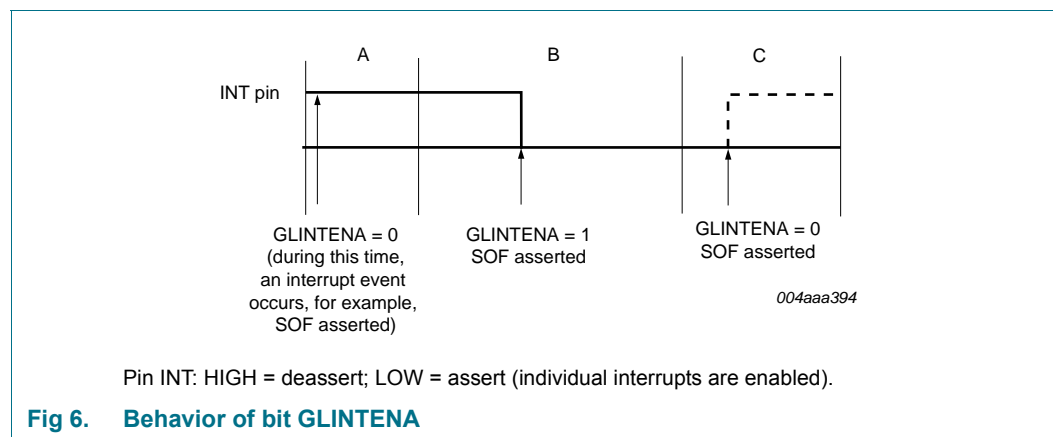 A
B
C
INT pin
GLINTENA = 0
(during this time,
an interrupt event
occurs, for example,
SOF asserted)
GLINTENA = 1
SOF asserted
GLINTENA = 0
SOF asserted
004aaa394
Pin INT: HIGH = deassert; LOW = assert (individual interrupts are enabled).
Fig 6. Behavior of bit GLINTENA